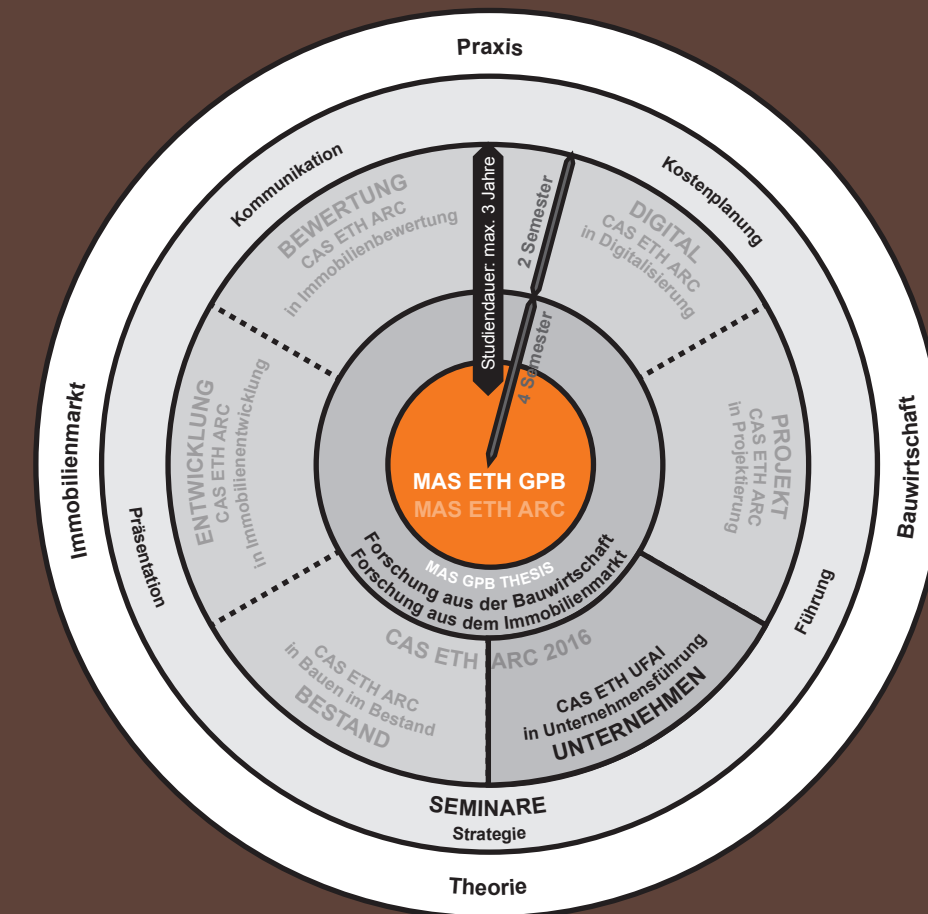 Praxis
Kommunikation
Kostenplanung
BEWERTUNG
CAS ETH ARC
in Immobilienbewertung
Studiendauer: max. 3 Jahre
2 Semester
4 Semester
DIGITAL
CAS ETH ARC
in Digitalisierung
Immobilienmarkt
Präsentation
ENTWICKLUNG
CAS ETH ARC
in Immobilienentwicklung
MAS ETH GPB
MAS ETH ARC
MAS GPB THESIS
Forschung aus der Bauwirtschaft
Forschung aus dem Immobilienmarkt
PROJEKT
CAS ETH ARC
in Projektierung
Führung
Bauwirtschaft
CAS ETH ARC 2016
CAS ETH ARC
in Bauen im Bestand
BESTAND
CAS ETH UFAI
in Unternehmensführung
UNTERNEHMEN
SEMINARE
Strategie
Theorie